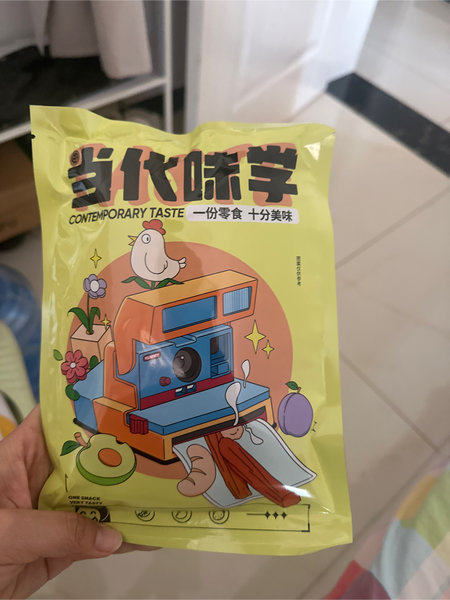 当代味学
CONTEMPORARY TASTE
一份零食 十分美味
图案仅供参考
ONE SNACK
VERY TASTY